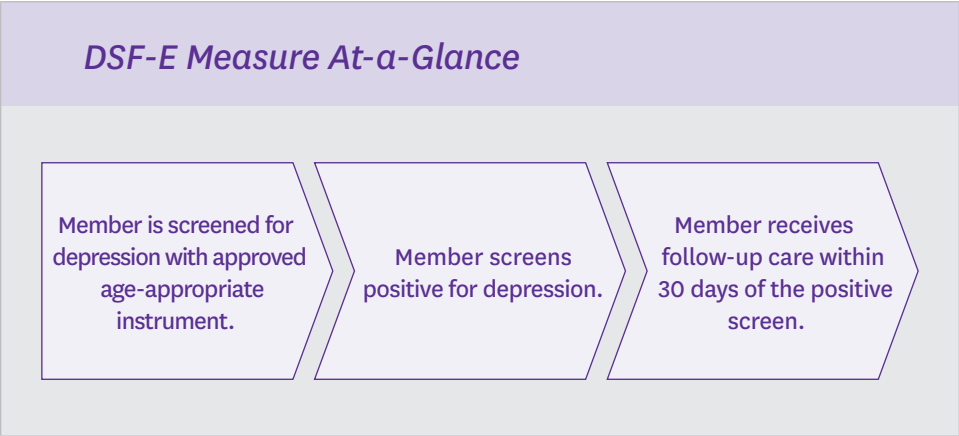 DSF-E Measure At-a-Glance
Member is screened for
depression with approved
age-appropriate
instrument.
Member screens
positive for depression.
Member receives
follow-up care within
30 days of the positive
screen.